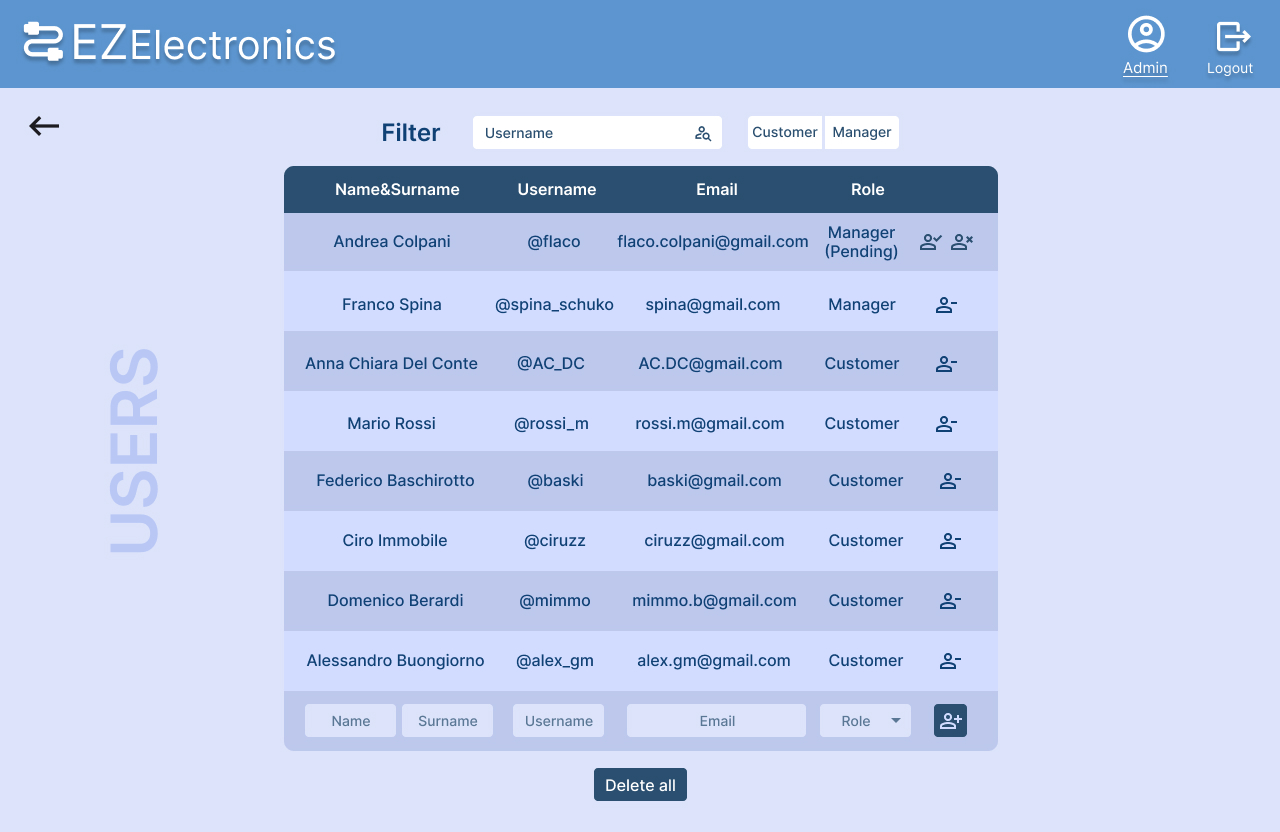 EZElectronics
Admin
Logout
Filter
Username
Customer
Manager
Name&Surname Username Email Role
Andrea Colpani @flaco flaco.colpani@gmail.com Manager
(Pending)
Franco Spina @spina_schuko spina@gmail.com Manager
Anna Chiara Del Conte @AC_DC AC.DC@gmail.com Customer
Mario Rossi @rossi_m rossi.m@gmail.com Customer
Federico Baschirotto @baski baski@gmail.com Customer
Ciro Immobile @ciruzz ciruzz@gmail.com Customer
Domenico Berardi @mimmo mimmo.b@gmail.com Customer
Alessandro Buongiorno @alex_gm alex.gm@gmail.com Customer
Name Surname Username Email Role
Delete all
USERS